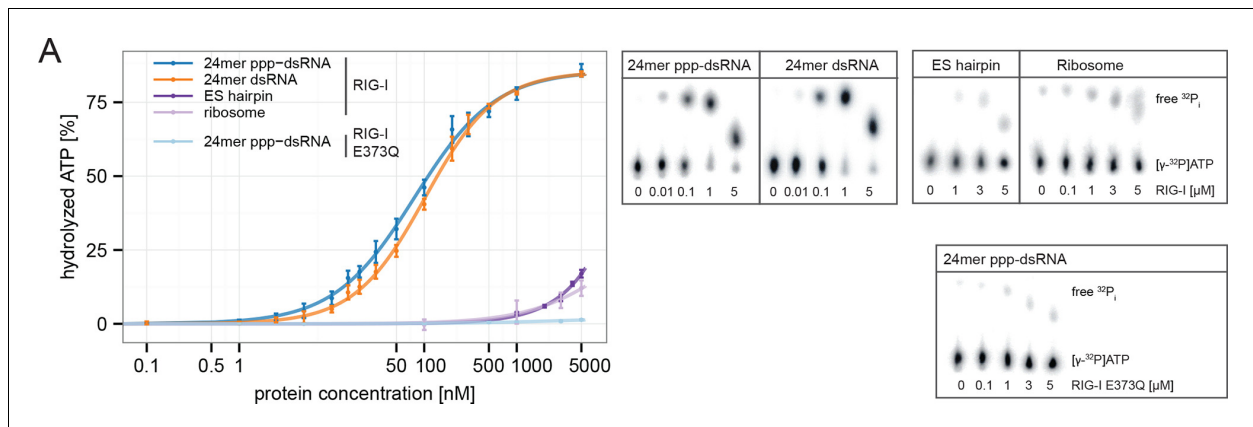 A
24mer ppp−dsRNA
24mer dsRNA
ES hairpin
ribosome
RIG-I
24mer ppp−dsRNA
RIG-I
E373Q
hydrolyzed ATP [%]
75
50
25
0
0.1 0.5 1 50 100 500 1000 5000
protein concentration [nM]
24mer ppp-dsRNA 24mer dsRNA
0 0.01 0.1 1 5 0 0.01 0.1 1 5
ES hairpin Ribosome
free ³²Pᵢ
[γ-³²P]ATP
0 1 3 5 0 0.1 1 3 5 RIG-I [µM]
24mer ppp-dsRNA
free ³²Pᵢ
[γ-³²P]ATP
0 0.1 1 3 5 RIG-I E373Q [µM]